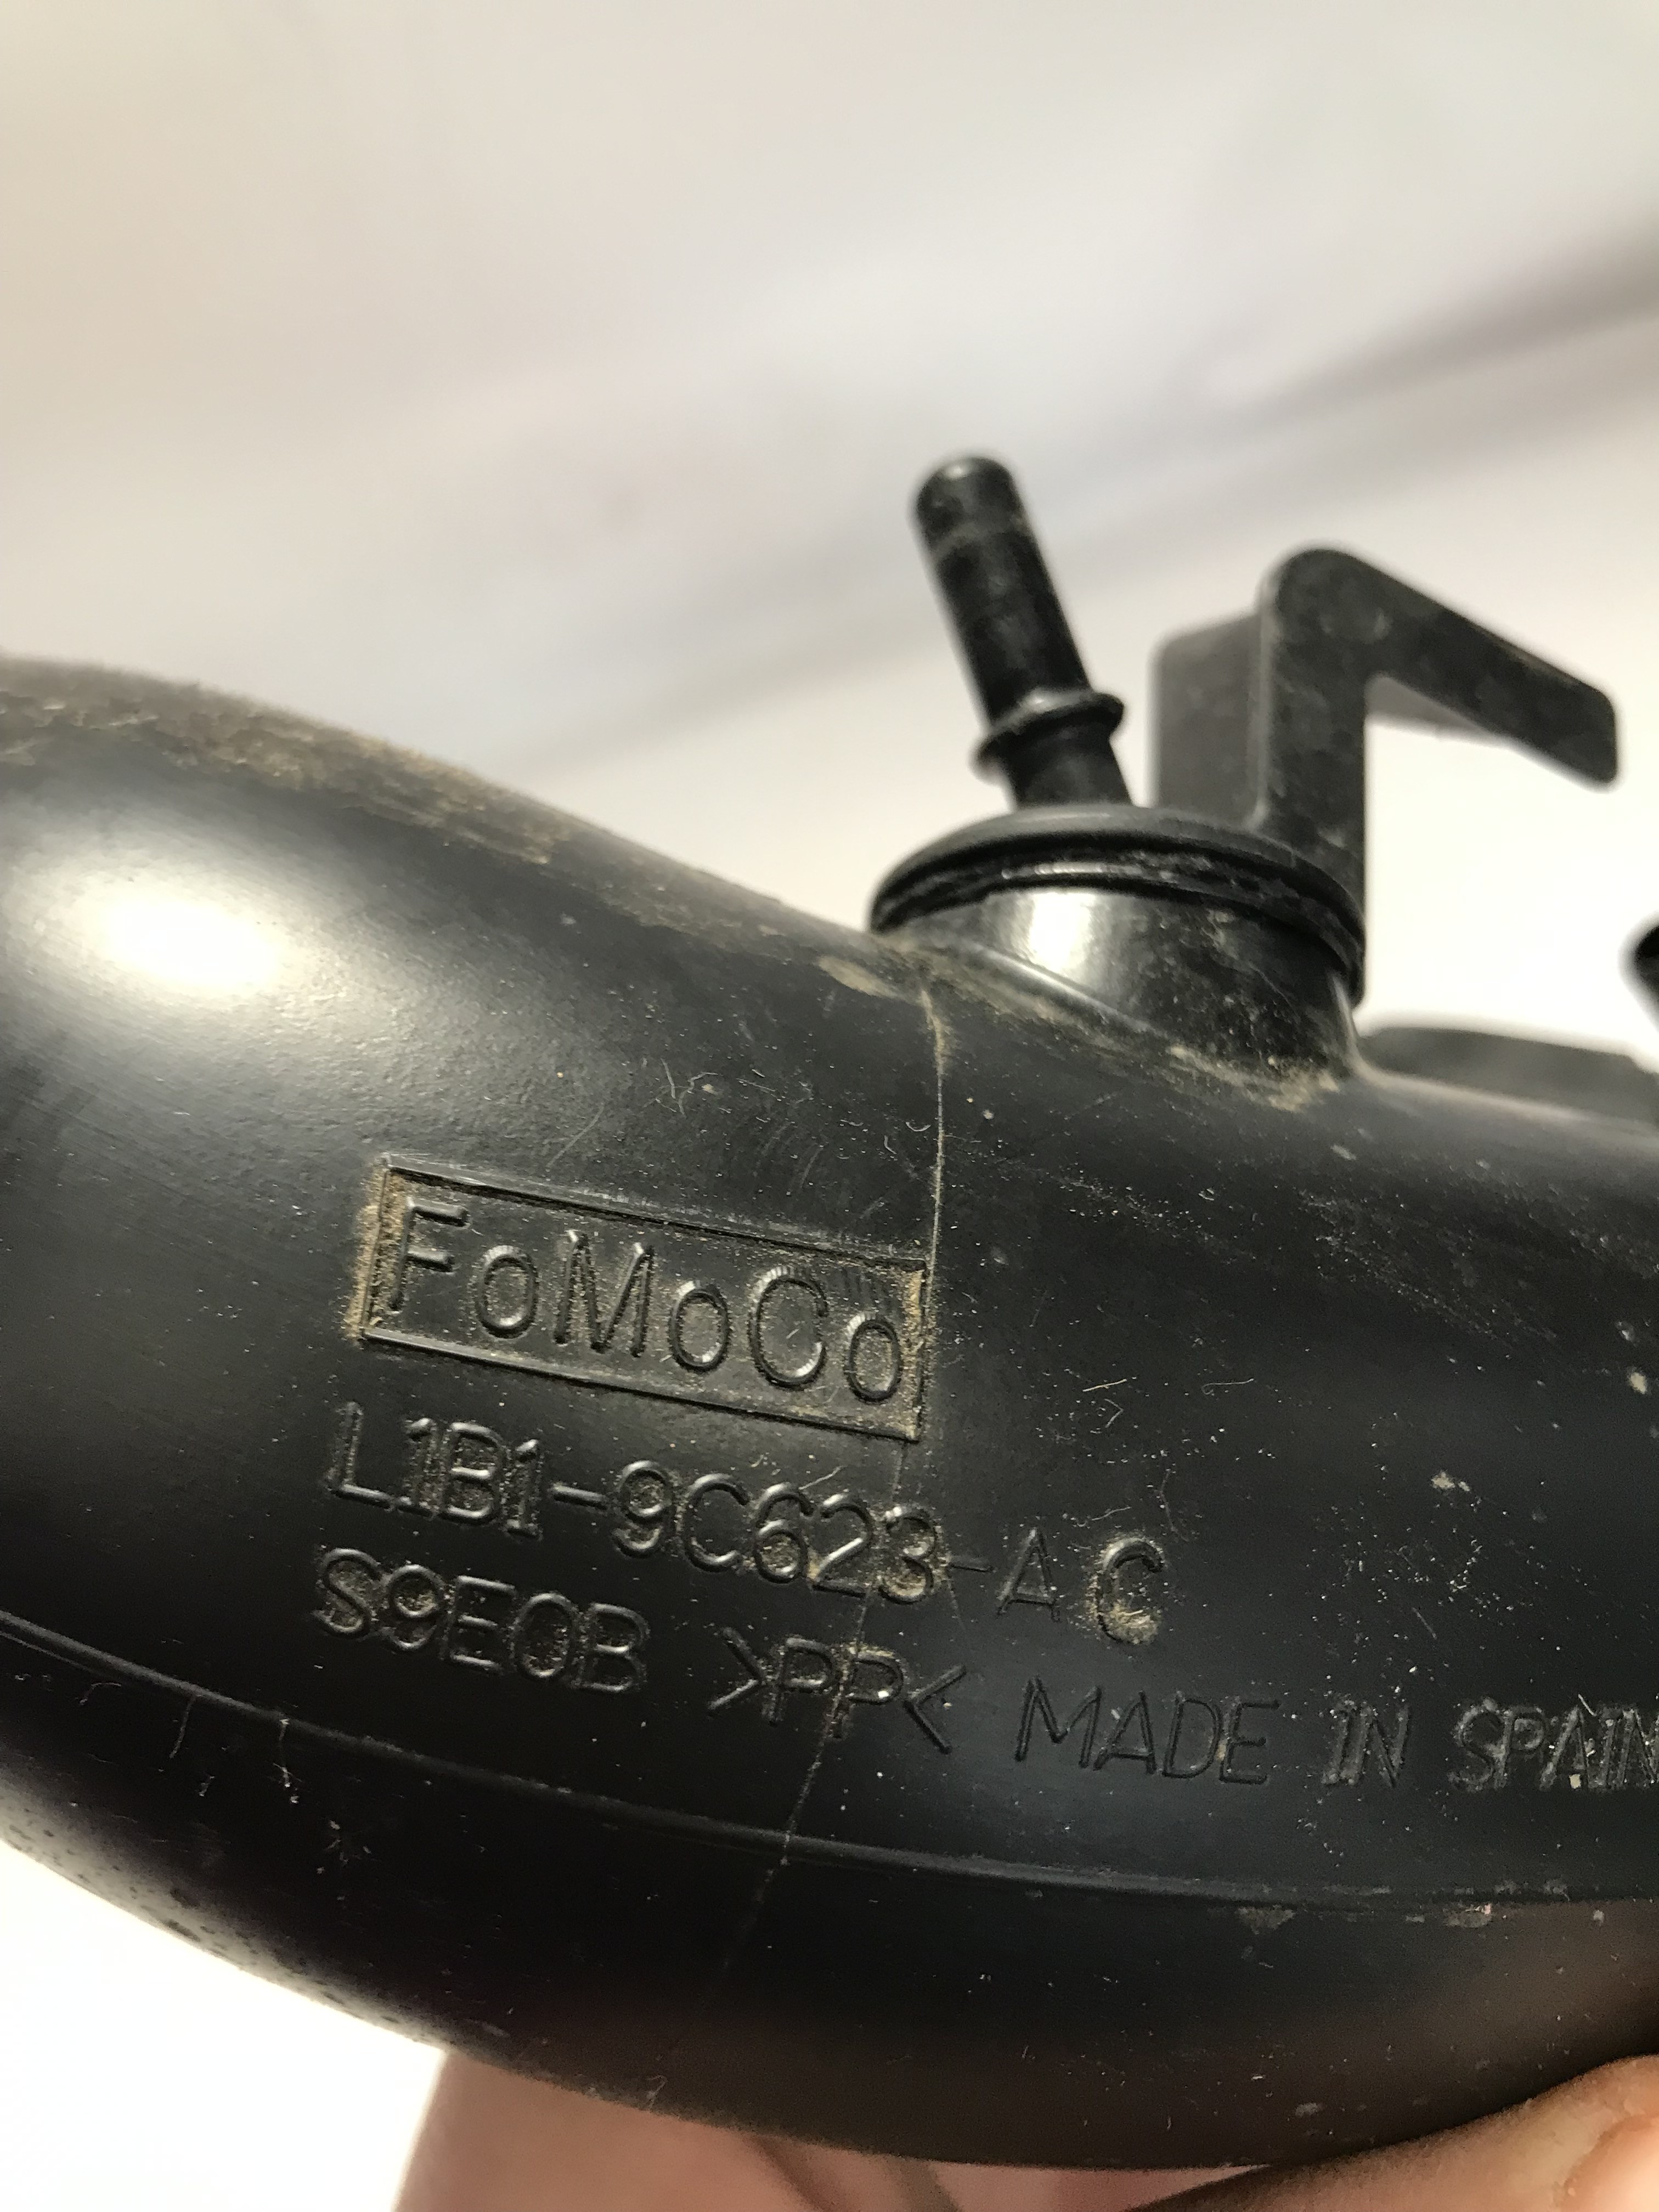 FoMoCo
L1B1-9C623-AC
S9E0B >PP< MADE IN SPAIN